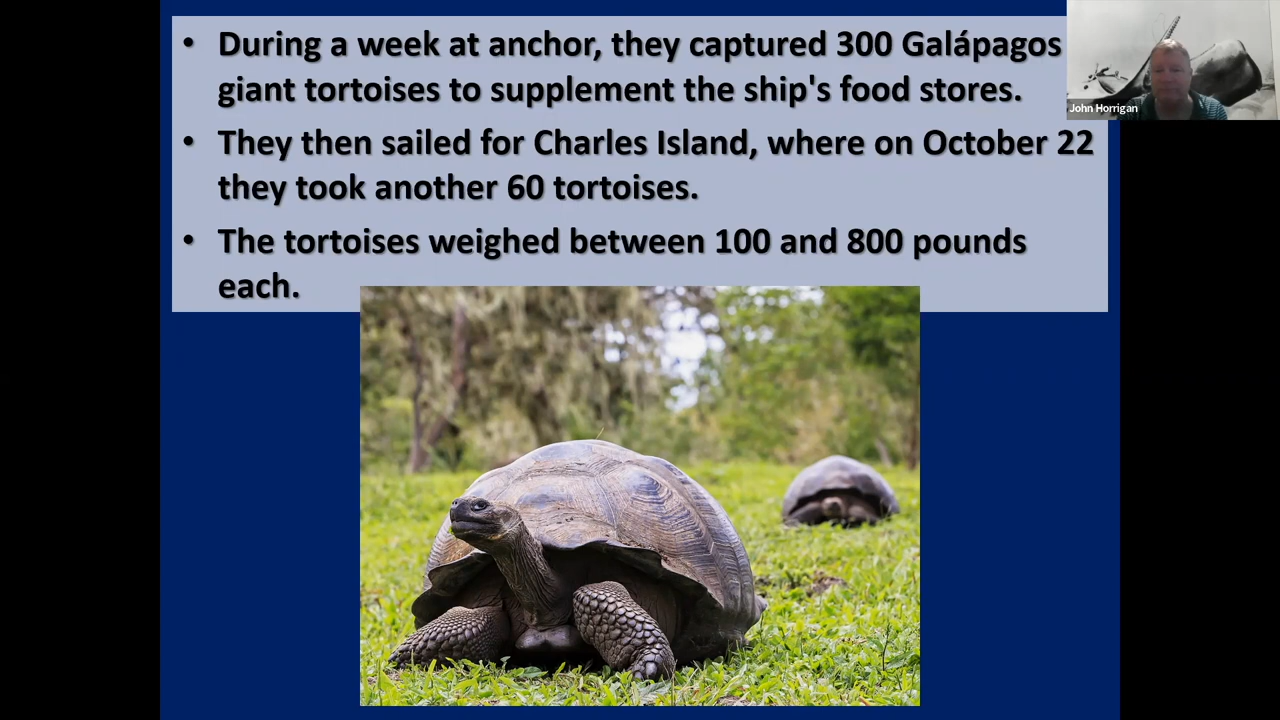 • During a week at anchor, they captured 300 Galápagos
giant tortoises to supplement the ship's food stores.
• They then sailed for Charles Island, where on October 22
they took another 60 tortoises.
• The tortoises weighed between 100 and 800 pounds
each.
John Horrigan